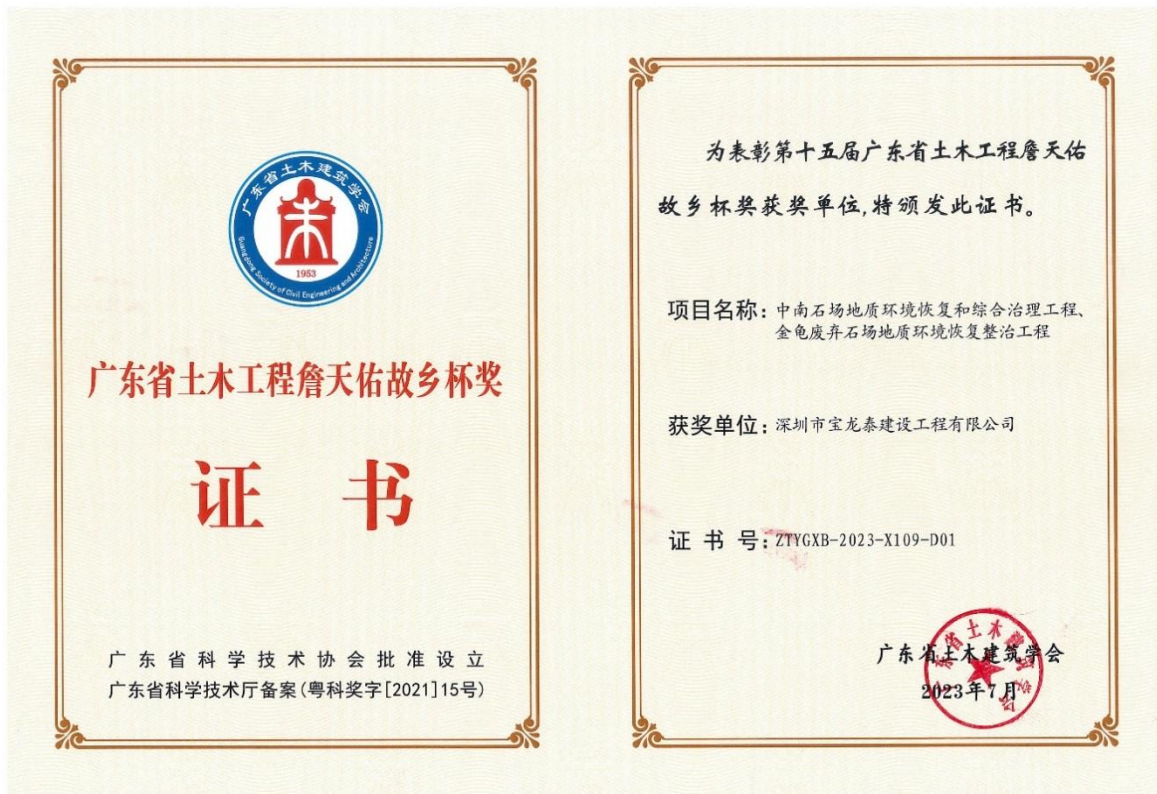 广东省土木建筑学会
1953
Guangdong Society of Civil Engineering and Architecture
广东省土木工程詹天佑故乡杯奖
证 书
广东省科学技术协会批准设立
广东省科学技术厅备案(粤科奖字[2021]15号)
为表彰第十五届广东省土木工程詹天佑
故乡杯奖获奖单位,特颁发此证书。
项目名称:中南石场地质环境恢复和综合治理工程、
金龟废弃石场地质环境恢复整治工程
获奖单位:深圳市宝龙泰建设工程有限公司
证 书 号:ZTYGXB-2023-X109-D01
广东省土木建筑学会
2023年7月
广东省土木建筑学会